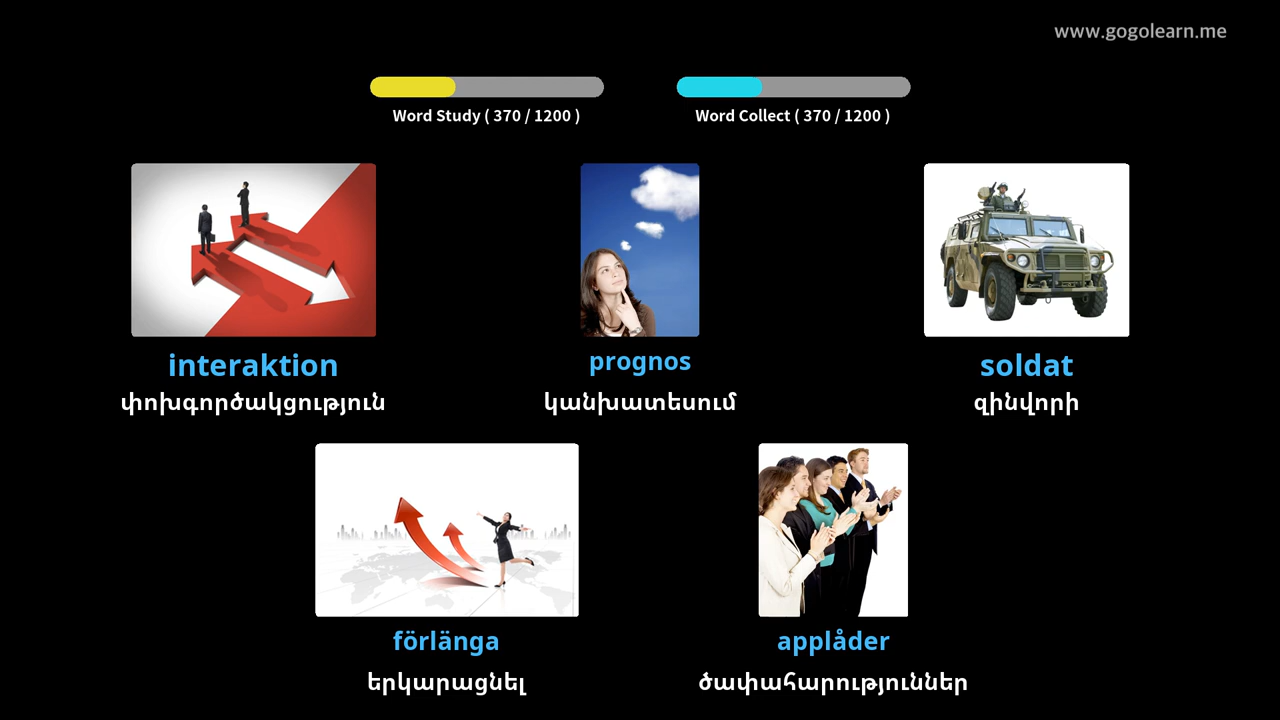 www.gogolearn.me
Word Study ( 370 / 1200 )
Word Collect ( 370 / 1200 )
interaktion
փոխգործակցություն
prognos
կանխատեսում
soldat
զինվորի
förlänga
երկարացնել
applåder
ծափահարություններ